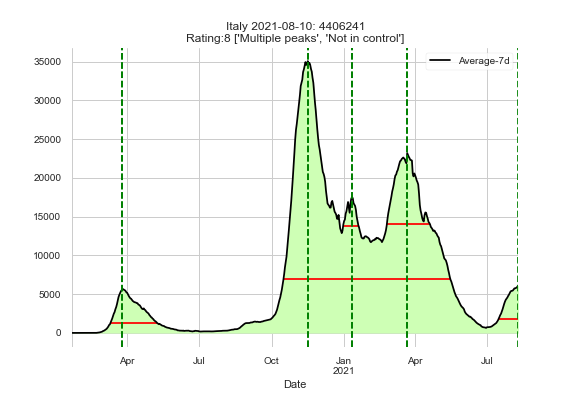 Italy 2021-08-10: 4406241
Rating:8 ['Multiple peaks', 'Not in control']
Average-7d
35000
30000
25000
20000
15000
10000
5000
0
Apr Jul Oct Jan Apr Jul
2021
Date